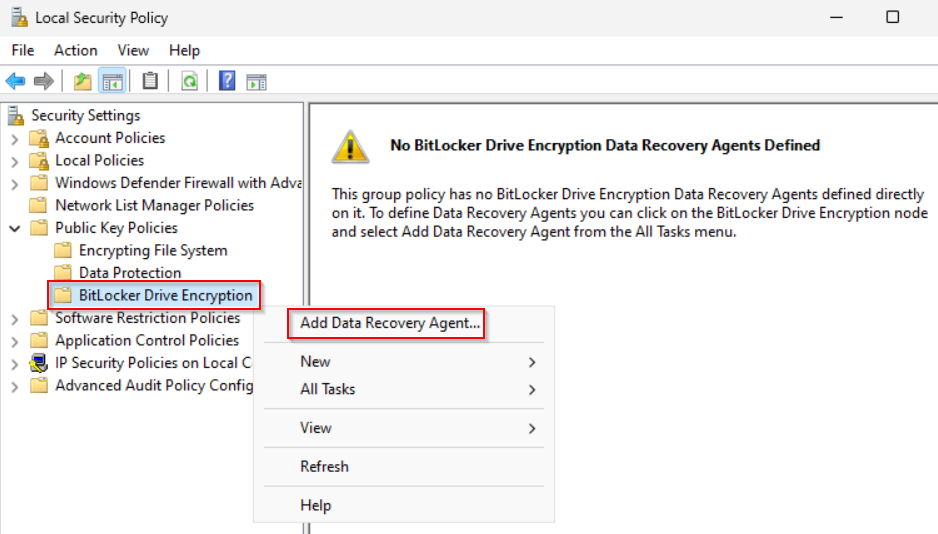 Local Security Policy
File Action View Help
Security Settings
Account Policies
Local Policies
Windows Defender Firewall with Adva
Network List Manager Policies
Public Key Policies
Encrypting File System
Data Protection
BitLocker Drive Encryption
Software Restriction Policies
Application Control Policies
IP Security Policies on Local C
Advanced Audit Policy Config
Add Data Recovery Agent...
New
All Tasks
View
Refresh
Help
No BitLocker Drive Encryption Data Recovery Agents Defined
This group policy has no BitLocker Drive Encryption Data Recovery Agents defined directly
on it. To define Data Recovery Agents you can click on the BitLocker Drive Encryption node
and select Add Data Recovery Agent from the All Tasks menu.